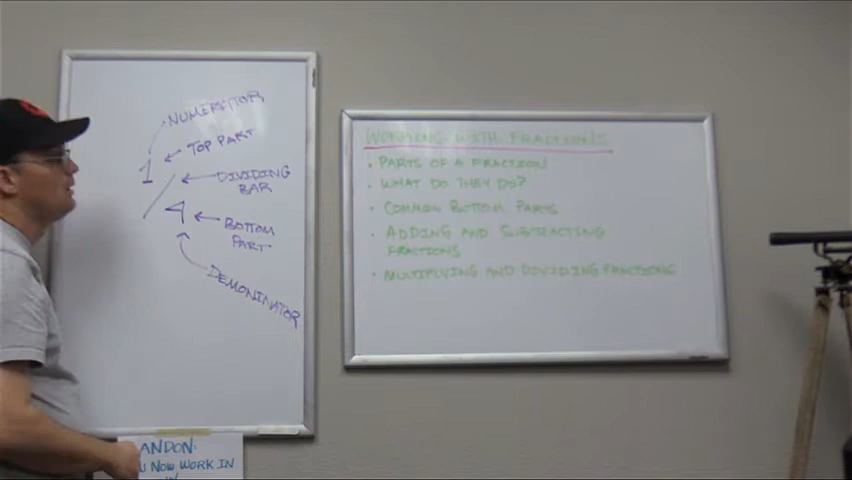 NUMERATOR
TOP PART
1
DIVIDING
BAR
/
4
BOTTOM
PART
DEMONINATOR
WORKING WITH FRACTIONS
• PARTS OF A FRACTION
• WHAT DO THEY DO?
• COMMON BOTTOM PARTS
• ADDING AND SUBTRACTING
FRACTIONS
• MULTIPLYING AND DIVIDING FRACTIONS
ANDON:
NOW WORK IN